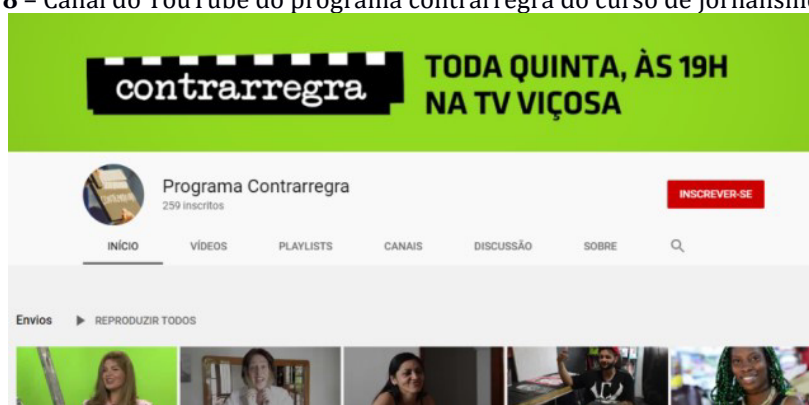 8 – Canal do YouTube do programa contrarregra do curso de jornalismo
contrarregra
TODA QUINTA, ÀS 19H
NA TV VIÇOSA
Programa Contrarregra
259 inscritos
INSCREVER-SE
INÍCIO VÍDEOS PLAYLISTS CANAIS DISCUSSÃO SOBRE
Envios REPRODUZIR TODOS